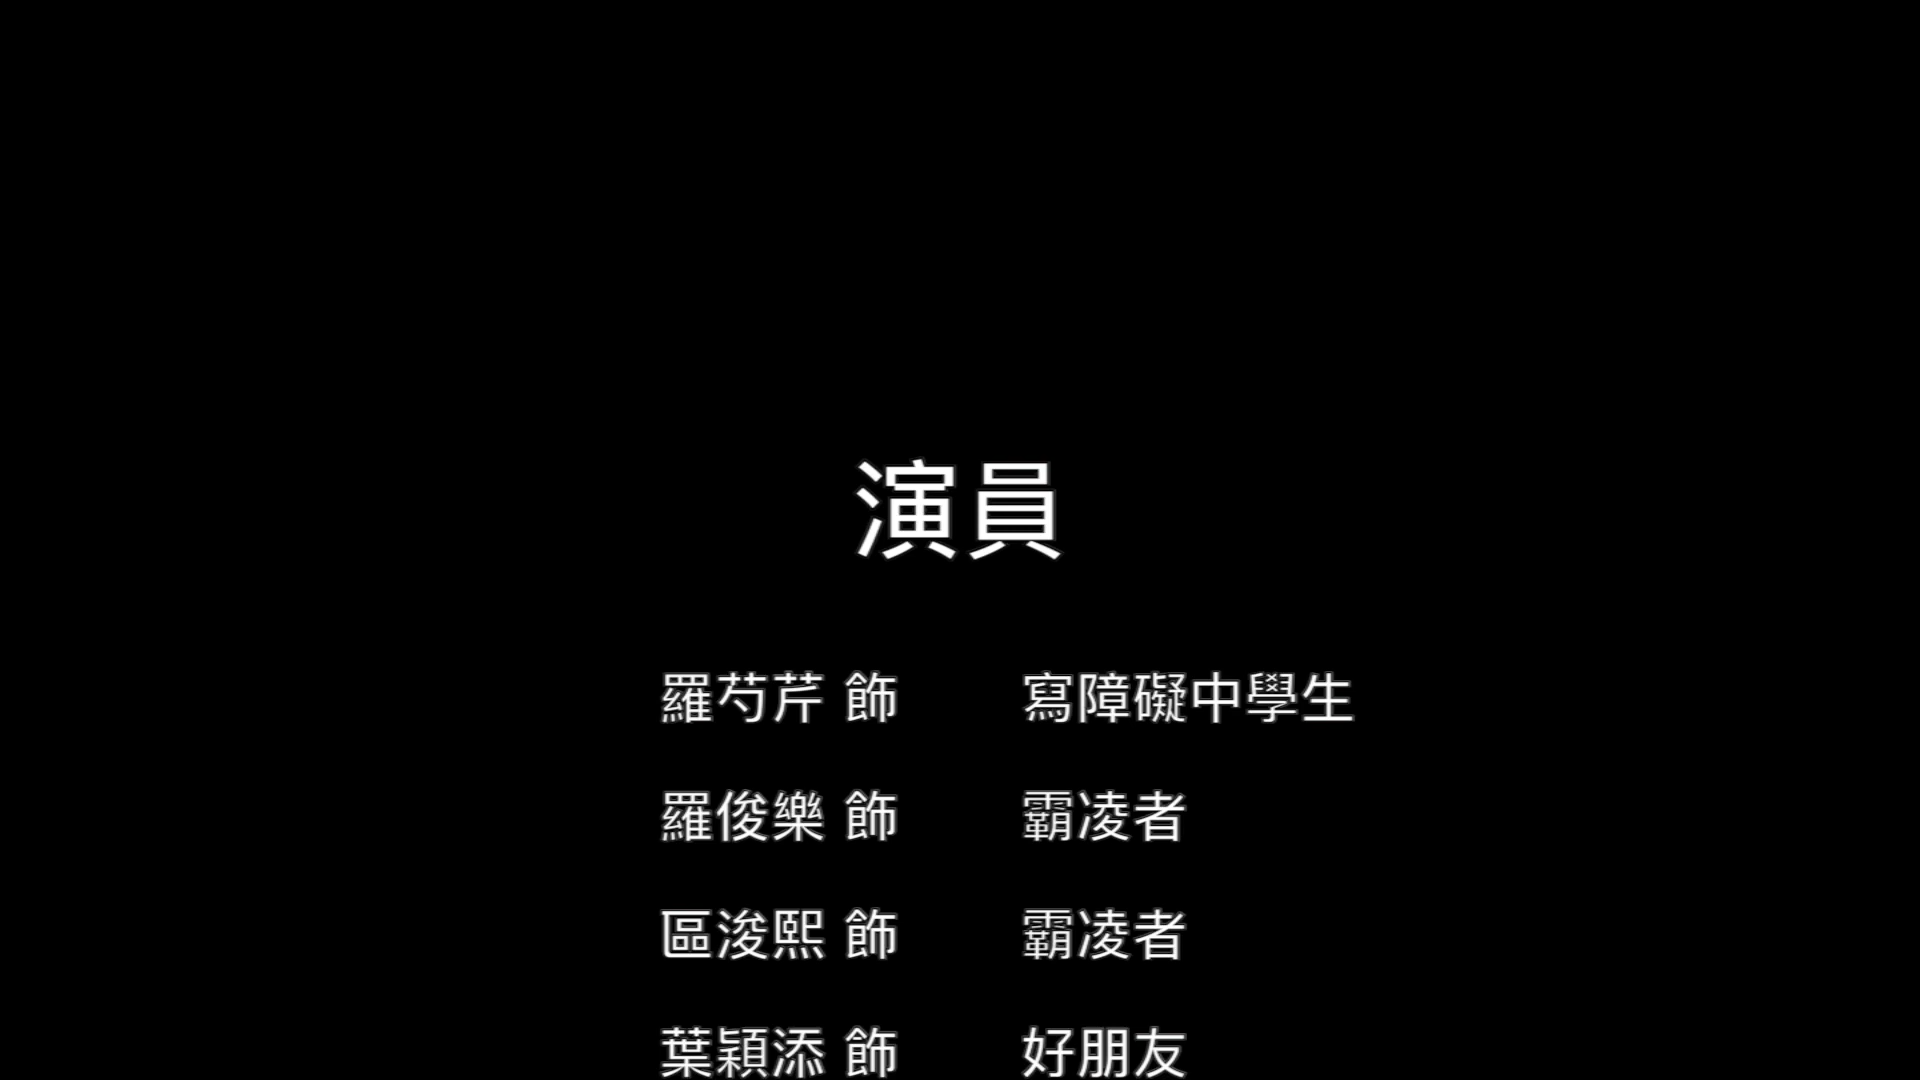 演員
羅芍芹 飾 寫障礙中學生
羅俊樂 飾 霸凌者
區浚熙 飾 霸凌者
葉穎添 飾 好朋友